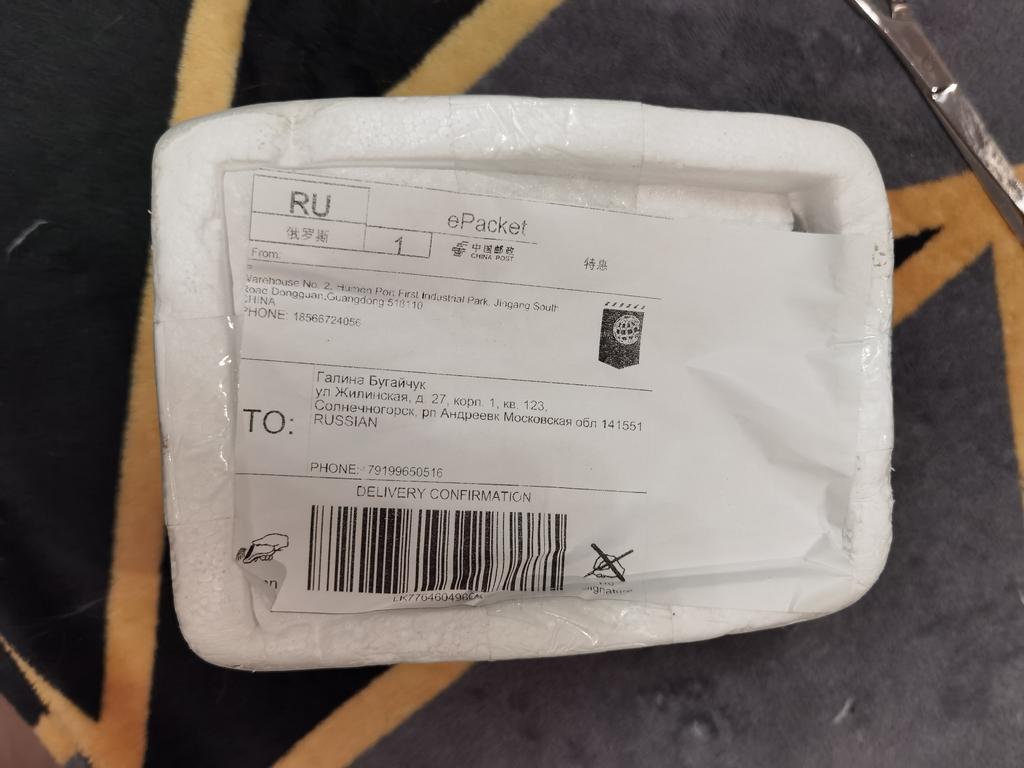 RU
俄罗斯
1
ePacket
中国邮政
CHINA POST
特惠
From:
Warehouse No. 2, Humen Port First Industrial Park, Jingang South
Road Dongguan,Guangdong 518110
CHINA
PHONE: 18566724056
TO:
Галина Бугайчук
ул Жилинская, д. 27, корп. 1, кв. 123,
Солнечногорск, рп Андреевк Московская обл 141551
RUSSIAN
PHONE: 79199650516
DELIVERY CONFIRMATION
signature